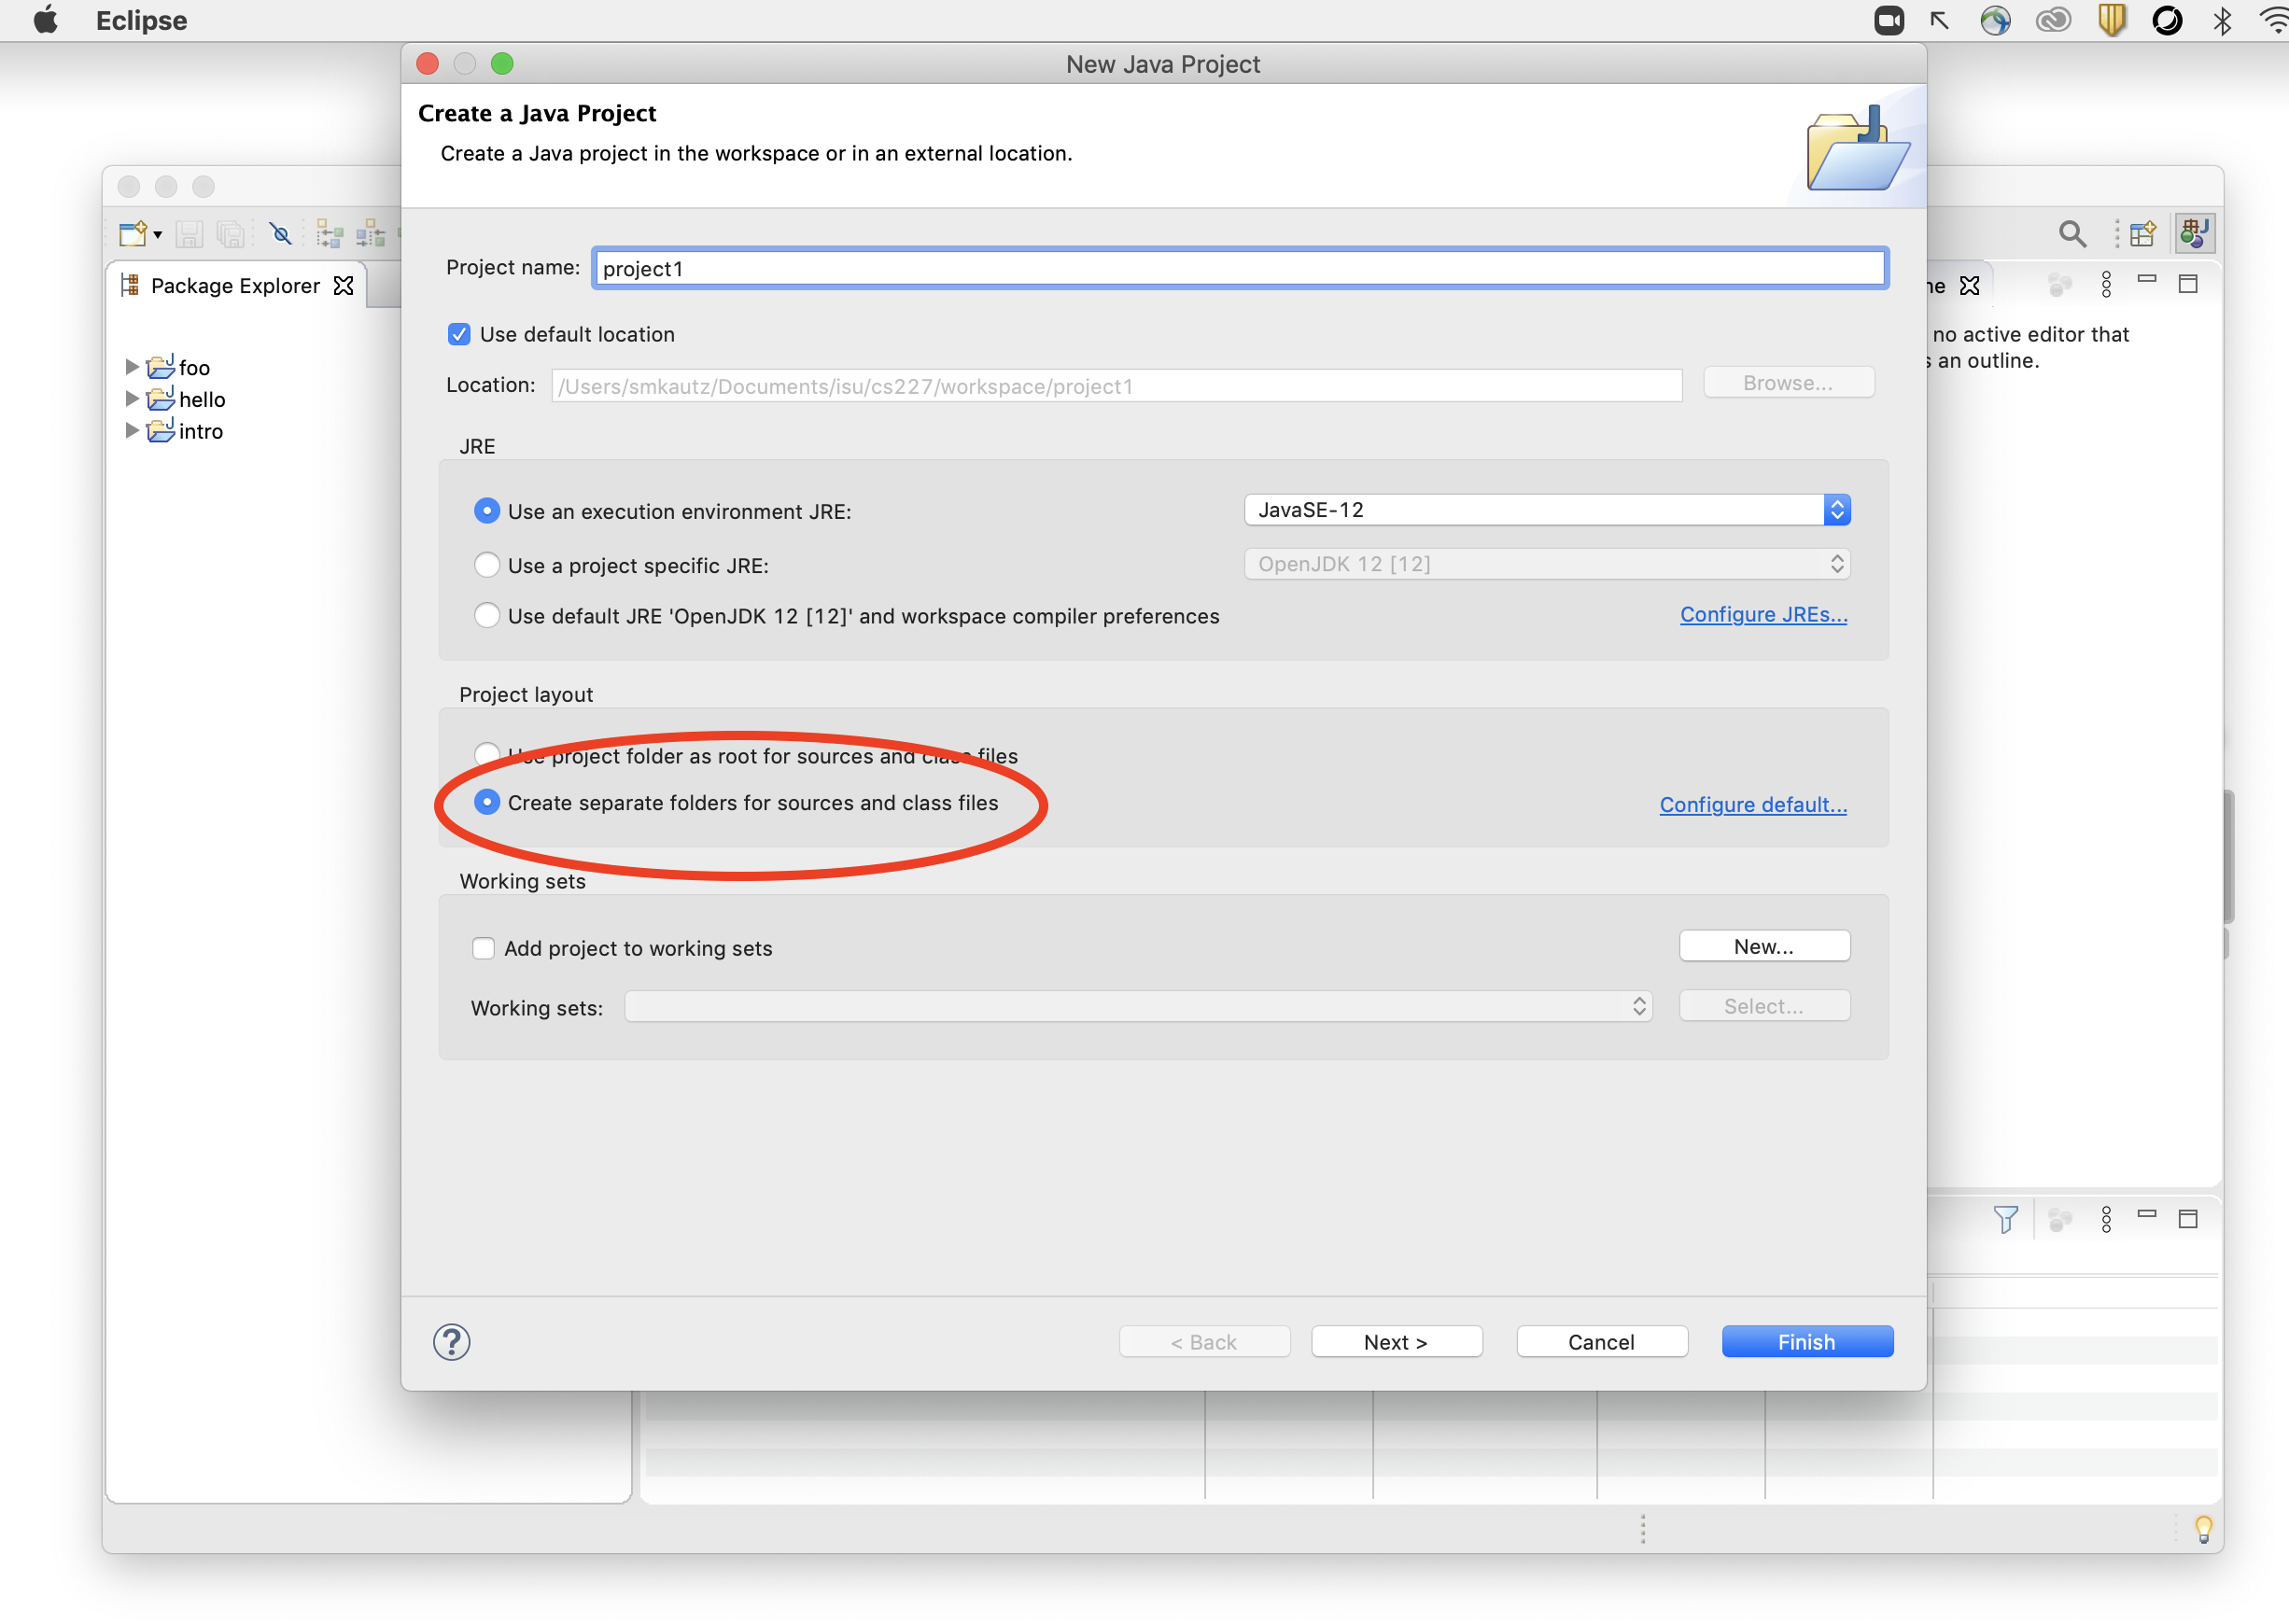 Eclipse
New Java Project
Create a Java Project
Create a Java project in the workspace or in an external location.
Package Explorer
foo
hello
intro
Project name: project1
Use default location
Location: /Users/smkautz/Documents/isu/cs227/workspace/project1 Browse...
JRE
Use an execution environment JRE: JavaSE-12
Use a project specific JRE: OpenJDK 12 [12]
Use default JRE 'OpenJDK 12 [12]' and workspace compiler preferences Configure JREs...
Project layout
Use project folder as root for sources and class files
Create separate folders for sources and class files Configure default...
Working sets
Add project to working sets New...
Working sets: Select...
? < Back Next > Cancel Finish
ne
no active editor that
s an outline.